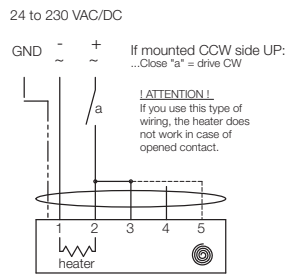 24 to 230 VAC/DC
GND - +
~ ~
If mounted CCW side UP:
...Close "a" = drive CW
! ATTENTION !
If you use this type of
wiring, the heater does
not work in case of
opened contact.
a
1 2 3 4 5
heater